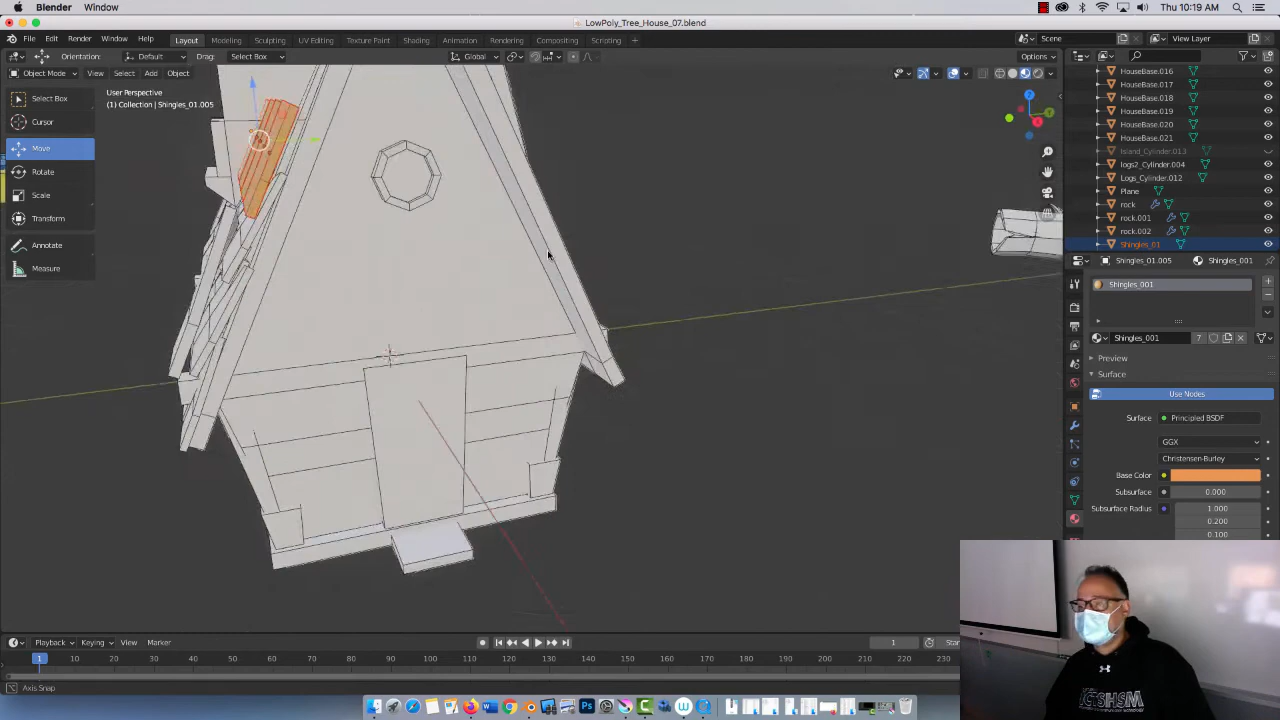 Blender Window
Thu 10:19 AM
LowPoly_Tree_House_07.blend
File Edit Render Window Help Layout Modeling Sculpting UV Editing Texture Paint Shading Animation Rendering Compositing Scripting +
Scene View Layer
Orientation: Default Drag: Select Box Global Options
Object Mode View Select Add Object
User Perspective
(1) Collection | Shingles_01.005
Select Box
Cursor
Move
Rotate
Scale
Transform
Annotate
Measure
Z
HouseBase.016
HouseBase.017
HouseBase.018
HouseBase.019
HouseBase.020
HouseBase.021
Island_Cylinder.013
logs2_Cylinder.004
Logs_Cylinder.012
Plane
rock
rock.001
rock.002
Shingles_01
Shingles_01.005 Shingles_001
Shingles_001
Shingles_001 7
Preview
Surface
Use Nodes
Surface Principled BSDF
GGX
Christensen-Burley
Base Color
Subsurface 0.000
Subsurface Radius 1.000
0.200
0.100
Playback Keying View Marker
1 Star
1 10 20 30 40 50 60 70 80 90 100 110 120 130 140 150 160 170 180 190 200 210 220 230
Axis Snap